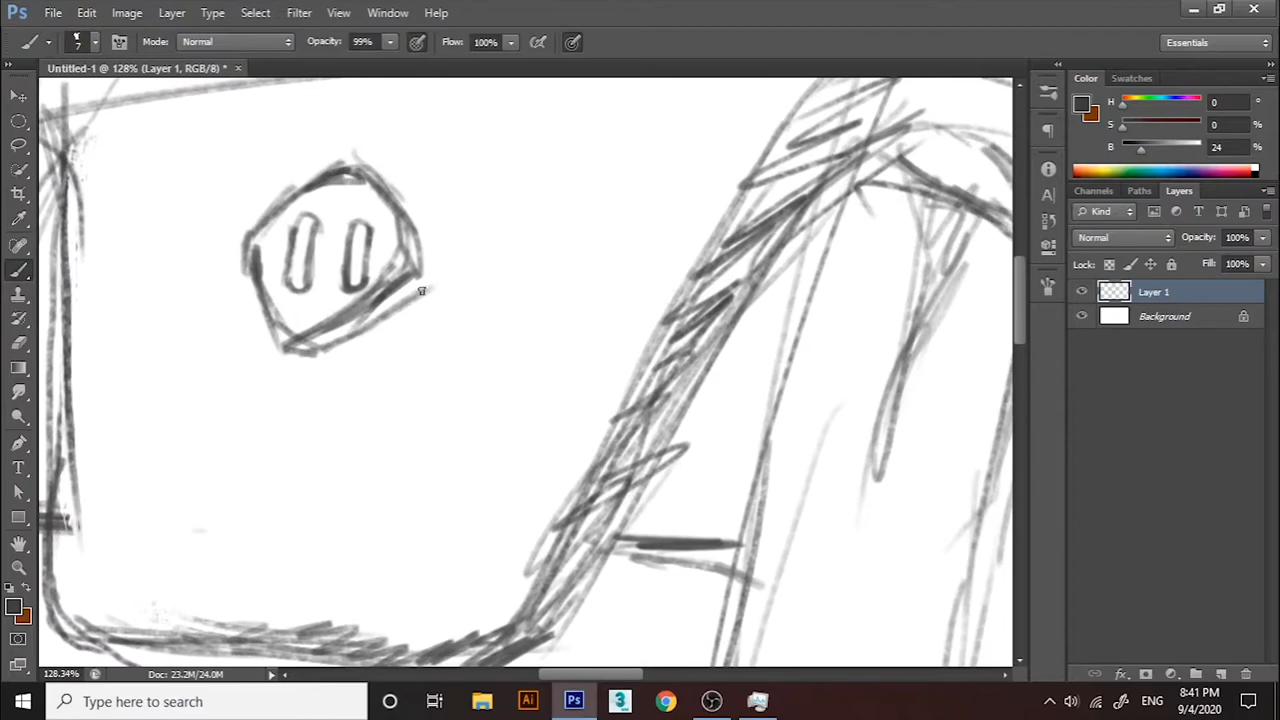 Ps File Edit Image Layer Type Select Filter 3D View Window Help
7 Mode: Normal Opacity: 99% Flow: 100% Essentials
Untitled-1 @ 128% (Layer 1, RGB/8) *
Color Swatches
H 0 °
S 0 %
B 24 %
Channels Paths Layers
Kind
Normal Opacity: 100%
Lock: Fill: 100%
Layer 1
Background
128.34% Doc: 23.2M/24.0M
Type here to search
Ai Ps 3
ENG
8:41 PM
9/4/2020